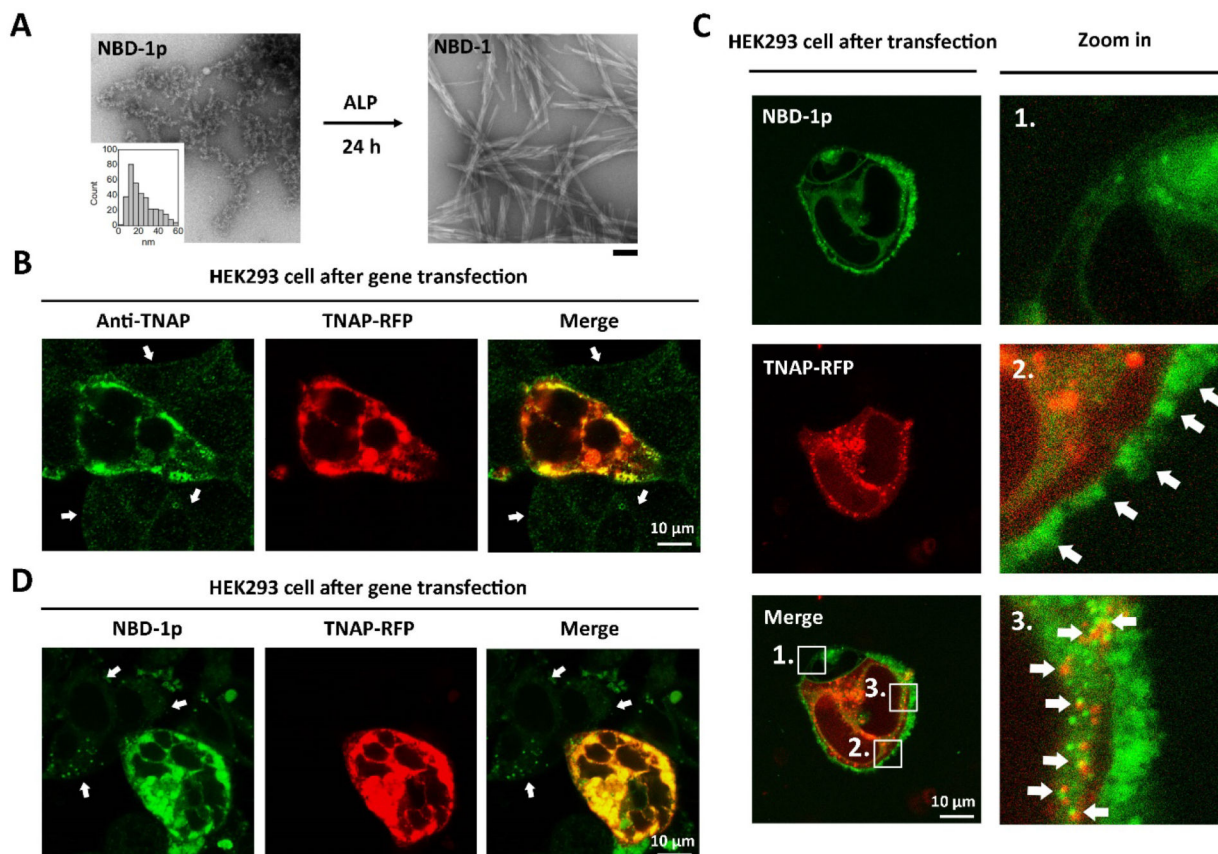 A
NBD-1p
100
80
60
40
20
0
Count
0 20 40 60
nm
ALP
24 h
NBD-1
B
HEK293 cell after gene transfection
Anti-TNAP TNAP-RFP Merge
10 µm
D
HEK293 cell after gene transfection
NBD-1p TNAP-RFP Merge
10 µm
C
HEK293 cell after transfection Zoom in
NBD-1p
1.
TNAP-RFP
2.
Merge
1.
3.
2.
10 µm
3.